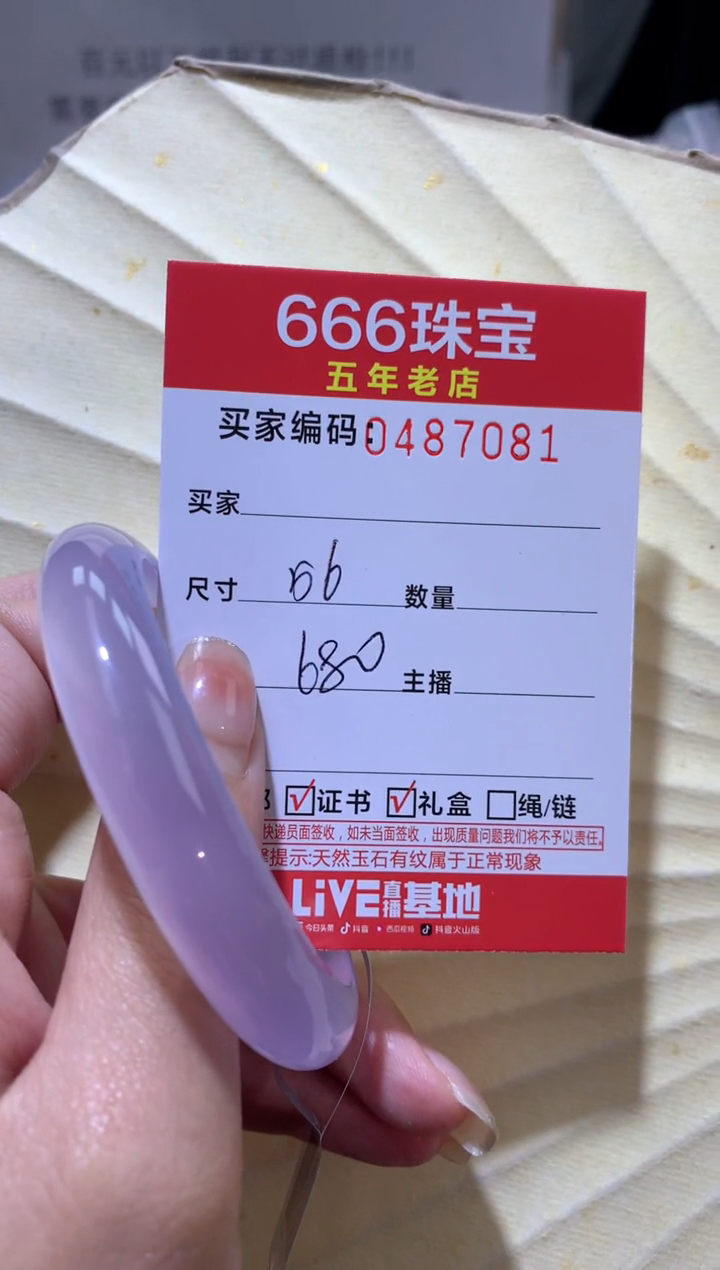 666珠宝
五年老店
买家编码:0487081
买家
尺寸 56 数量
680 主播
证书 礼盒 绳/链
快递员面签收，如未当面签收，出现质量问题我们将不予以责任。
提示:天然玉石有纹属于正常现象
LiVE直播基地
今日头条 抖音 西瓜视频 抖音火山版